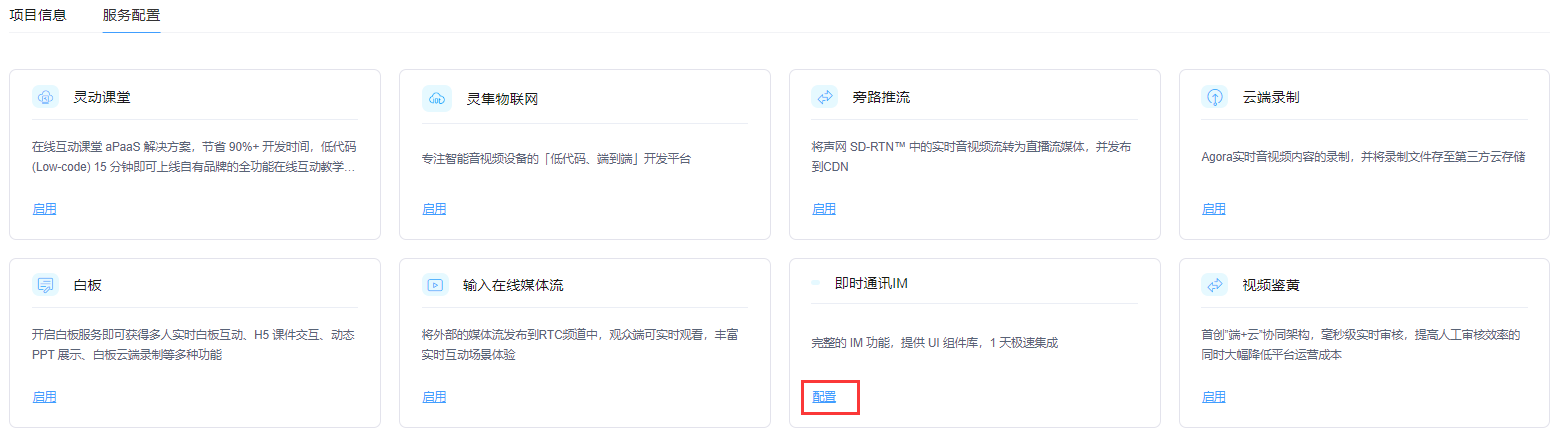 项目信息 服务配置
灵动课堂
在线互动课堂 aPaaS 解决方案，节省 90%+ 开发时间，低代码
(Low-code) 15 分钟即可上线自有品牌的全功能在线互动教学...
启用
灵隼物联网
专注智能音视频设备的「低代码、端到端」开发平台
启用
旁路推流
将声网 SD-RTN™ 中的实时音视频流转为直播流媒体，并发布
到CDN
启用
云端录制
Agora实时音视频内容的录制，并将录制文件存至第三方云存储
启用
白板
开启白板服务即可获得多人实时白板互动、H5 课件交互、动态
PPT 展示、白板云端录制等多种功能
启用
输入在线媒体流
将外部的媒体流发布到RTC频道中，观众端可实时观看，丰富
实时互动场景体验
启用
即时通讯IM
完整的 IM 功能，提供 UI 组件库，1 天极速集成
配置
视频鉴黄
首创"端+云"协同架构，毫秒级实时审核，提高人工审核效率的
同时大幅降低平台运营成本
启用